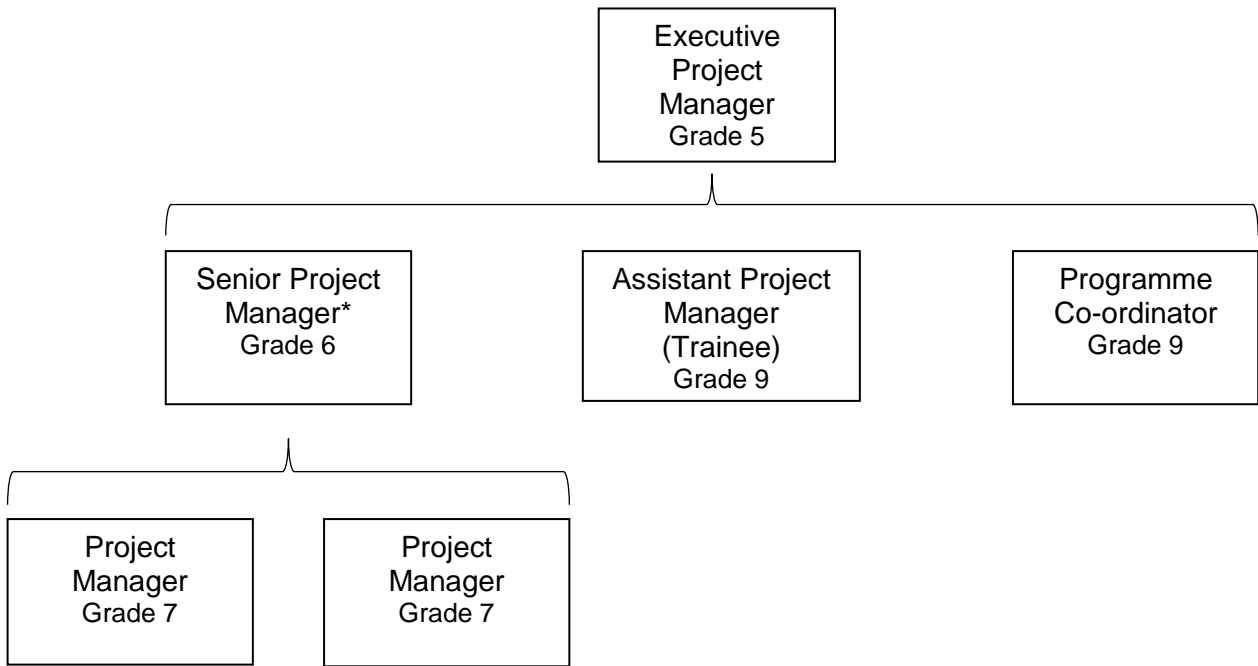 Executive
Project
Manager
Grade 5
Senior Project
Manager*
Grade 6
Assistant Project
Manager
(Trainee)
Grade 9
Programme
Co-ordinator
Grade 9
Project
Manager
Grade 7
Project
Manager
Grade 7